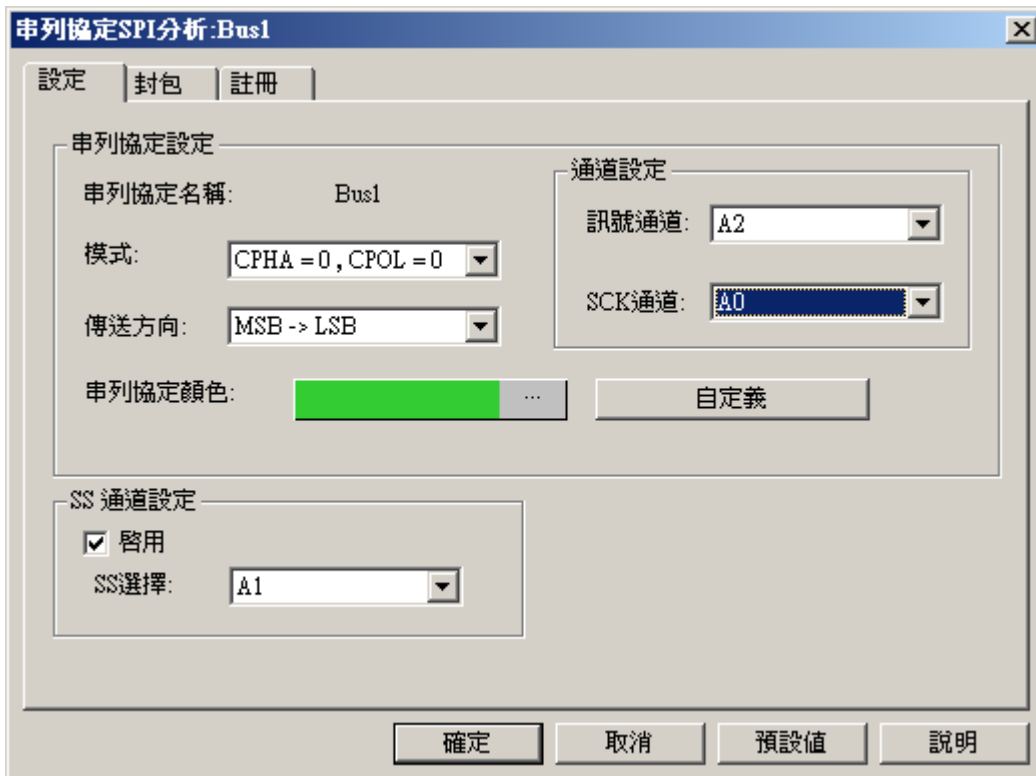 串列協定SPI分析:Bus1
設定 封包 註冊
串列協定設定
串列協定名稱: Bus1
模式: CPHA = 0 , CPOL = 0
傳送方向: MSB -> LSB
串列協定顏色: ... 自定義
通道設定
訊號通道: A2
SCK通道: A0
SS 通道設定
啓用
SS選擇: A1
確定 取消 預設值 說明